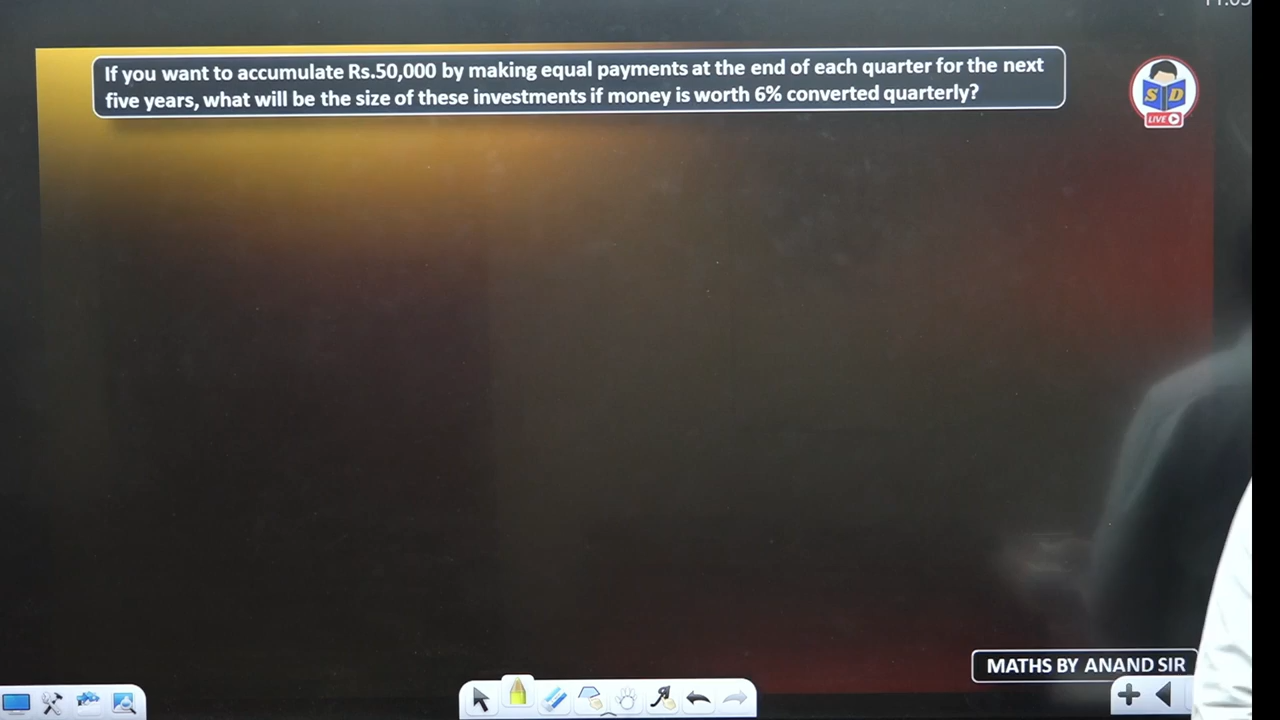 If you want to accumulate Rs.50,000 by making equal payments at the end of each quarter for the next
five years, what will be the size of these investments if money is worth 6% converted quarterly?
S D
LIVE
MATHS BY ANAND SIR